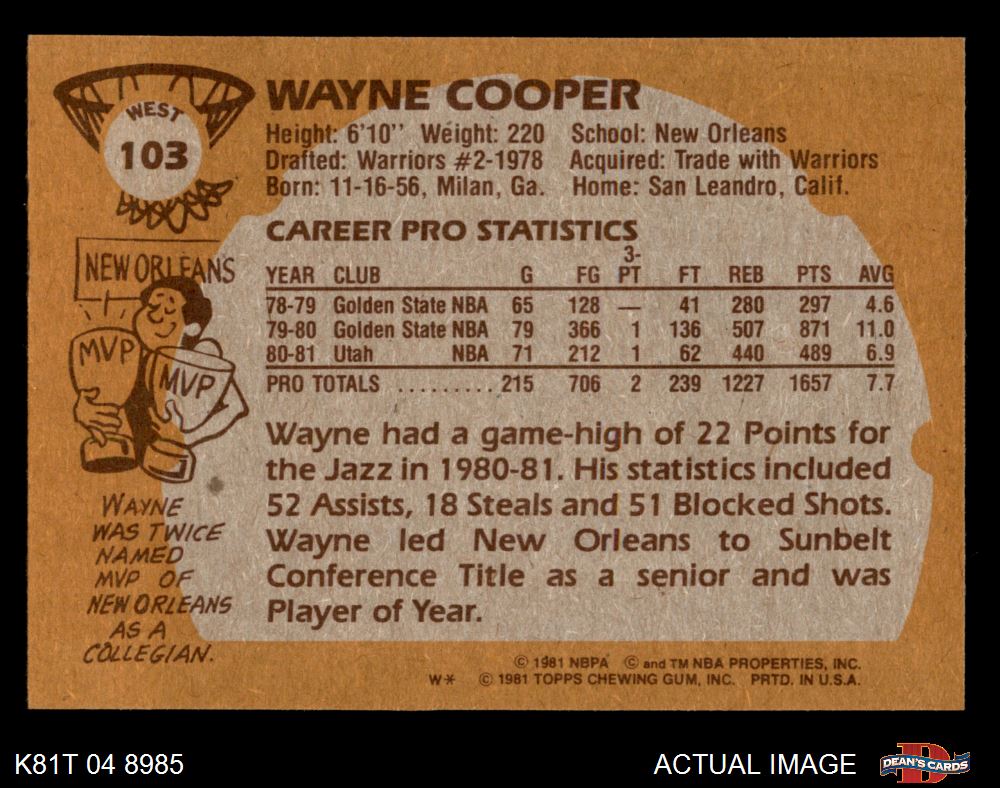 WEST
103
WAYNE COOPER
Height: 6'10'' Weight: 220 School: New Orleans
Drafted: Warriors #2-1978 Acquired: Trade with Warriors
Born: 11-16-56, Milan, Ga. Home: San Leandro, Calif.
CAREER PRO STATISTICS
YEAR CLUB G FG 3-PT FT REB PTS AVG
78-79 Golden State NBA 65 128 — 41 280 297 4.6
79-80 Golden State NBA 79 366 1 136 507 871 11.0
80-81 Utah NBA 71 212 1 62 440 489 6.9
PRO TOTALS .......... 215 706 2 239 1227 1657 7.7
Wayne had a game-high of 22 Points for
the Jazz in 1980-81. His statistics included
52 Assists, 18 Steals and 51 Blocked Shots.
Wayne led New Orleans to Sunbelt
Conference Title as a senior and was
Player of Year.
NEW ORLEANS
MVP
MVP
WAYNE
WAS TWICE
NAMED
MVP OF
NEW ORLEANS
AS A
COLLEGIAN.
© 1981 NBPA © and TM NBA PROPERTIES, INC.
W* © 1981 TOPPS CHEWING GUM, INC. PRTD. IN U.S.A.
K81T 04 8985
ACTUAL IMAGE
D
DEAN'S CARDS